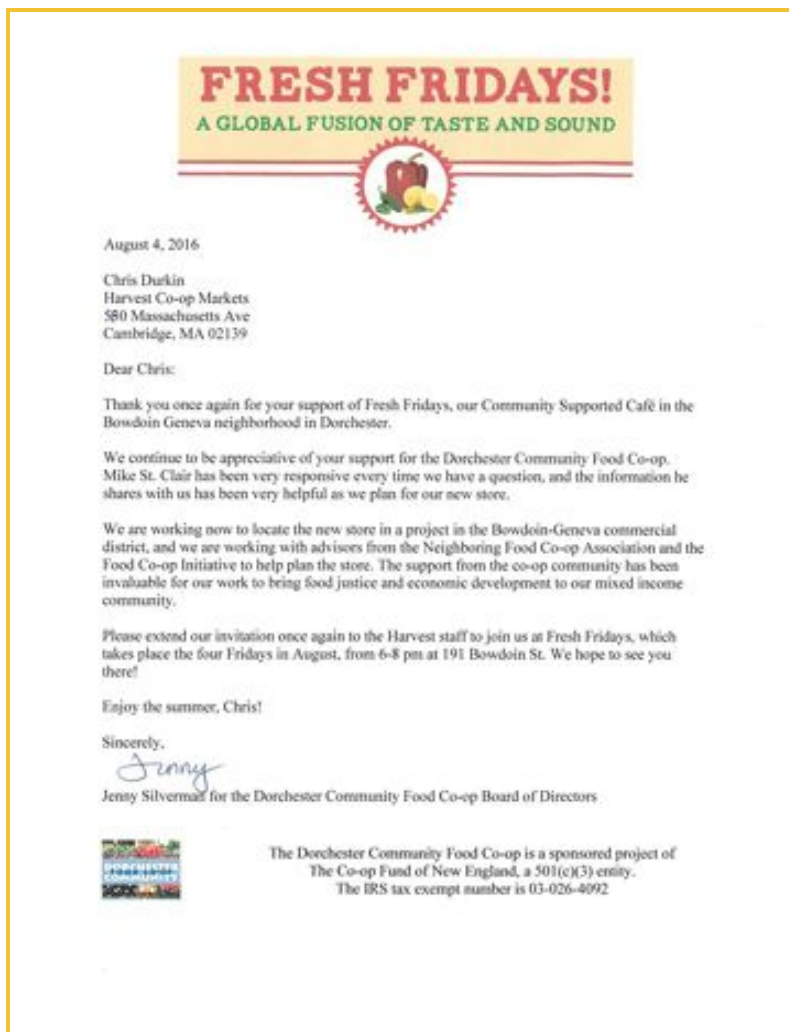 FRESH FRIDAYS!
A GLOBAL FUSION OF TASTE AND SOUND
August 4, 2016
Chris Durkin
Harvest Co-op Markets
580 Massachusetts Ave
Cambridge, MA 02139
Dear Chris:
Thank you once again for your support of Fresh Fridays, our Community Supported Café in the
Bowdoin Geneva neighborhood in Dorchester.
We continue to be appreciative of your support for the Dorchester Community Food Co-op.
Mike St. Clair has been very responsive every time we have a question, and the information he
shares with us has been very helpful as we plan for our new store.
We are working now to locate the new store in a project in the Bowdoin-Geneva commercial
district, and we are working with advisors from the Neighboring Food Co-op Association and the
Food Co-op Initiative to help plan the store. The support from the co-op community has been
invaluable for our work to bring food justice and economic development to our mixed income
community.
Please extend our invitation once again to the Harvest staff to join us at Fresh Fridays, which
takes place the four Fridays in August, from 6-8 pm at 191 Bowdoin St. We hope to see you
there!
Enjoy the summer, Chris!
Sincerely,
Jenny
Jenny Silverman for the Dorchester Community Food Co-op Board of Directors
DORCHESTER
COMMUNITY
The Dorchester Community Food Co-op is a sponsored project of
The Co-op Fund of New England, a 501(c)(3) entity.
The IRS tax exempt number is 03-026-4092